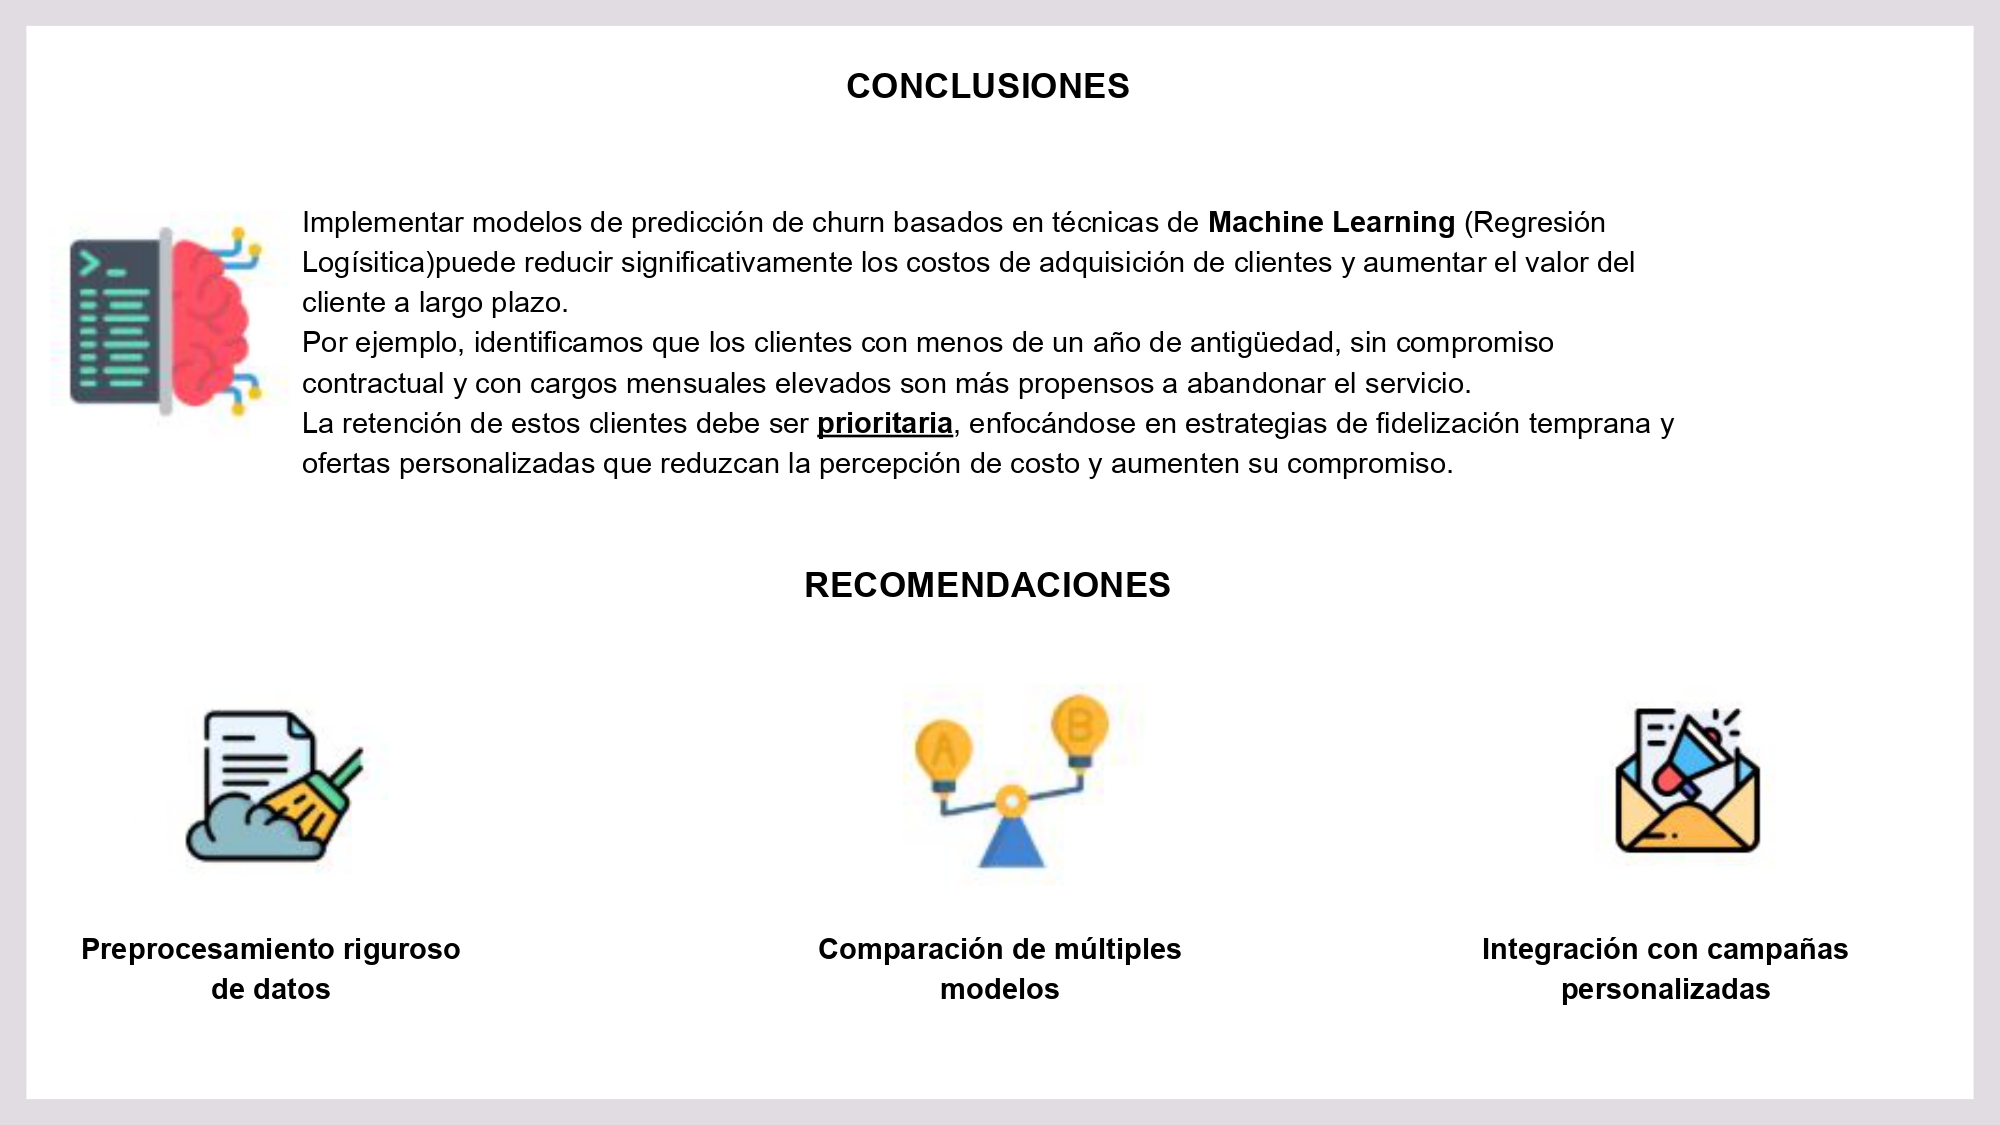 CONCLUSIONES
Implementar modelos de predicción de churn basados en técnicas de Machine Learning (Regresión
Logísitica)puede reducir significativamente los costos de adquisición de clientes y aumentar el valor del
cliente a largo plazo.
Por ejemplo, identificamos que los clientes con menos de un año de antigüedad, sin compromiso
contractual y con cargos mensuales elevados son más propensos a abandonar el servicio.
La retención de estos clientes debe ser prioritaria, enfocándose en estrategias de fidelización temprana y
ofertas personalizadas que reduzcan la percepción de costo y aumenten su compromiso.
RECOMENDACIONES
A
B
Preprocesamiento riguroso
de datos
Comparación de múltiples
modelos
Integración con campañas
personalizadas